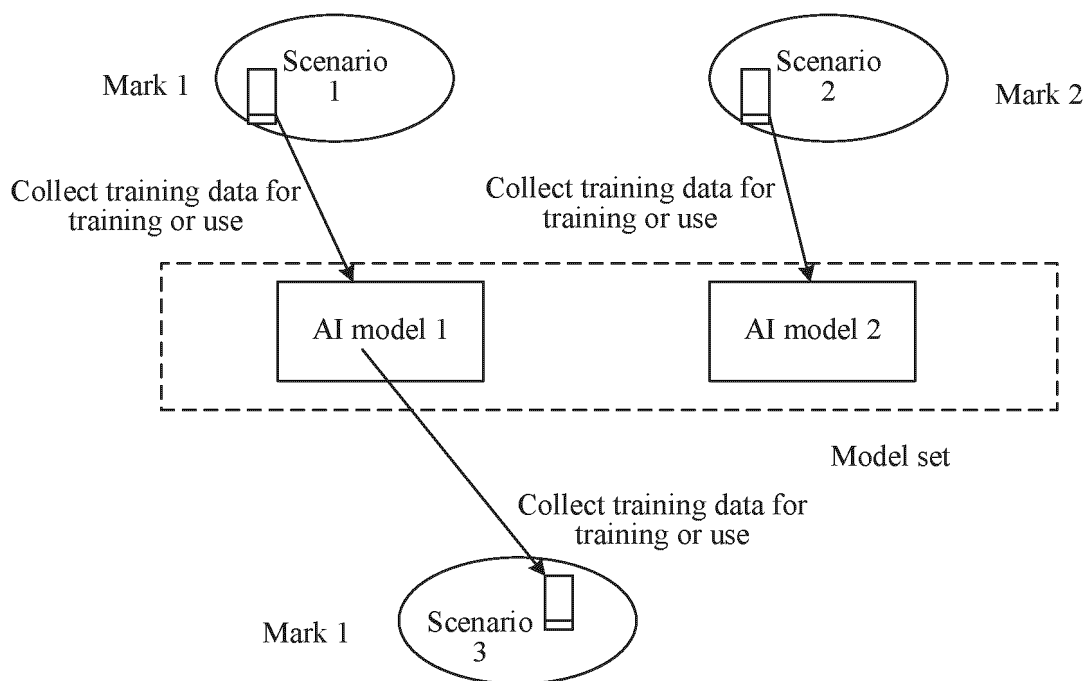 Mark 1
Scenario
1
Scenario
2
Mark 2
Collect training data for
training or use
Collect training data for
training or use
AI model 1
AI model 2
Model set
Collect training data for
training or use
Mark 1
Scenario
3